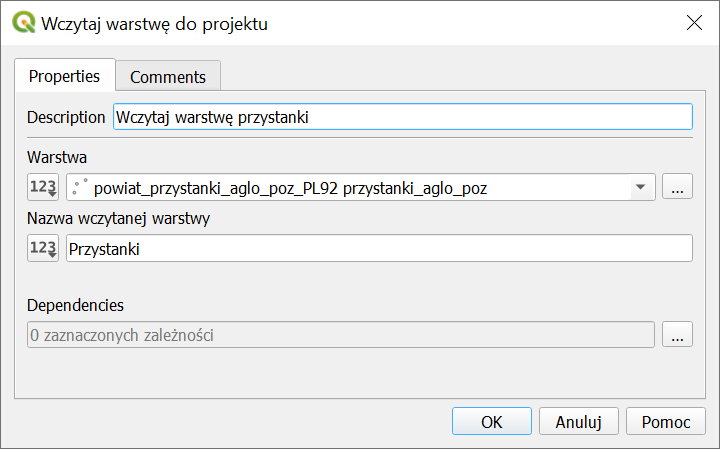 Wczytaj warstwę do projektu
Properties
Comments
Description
Wczytaj warstwę przystanki
Warstwa
123
powiat_przystanki_aglo_poz_PL92 przystanki_aglo_poz
...
Nazwa wczytanej warstwy
123
Przystanki
Dependencies
0 zaznaczonych zależności
...
OK
Anuluj
Pomoc